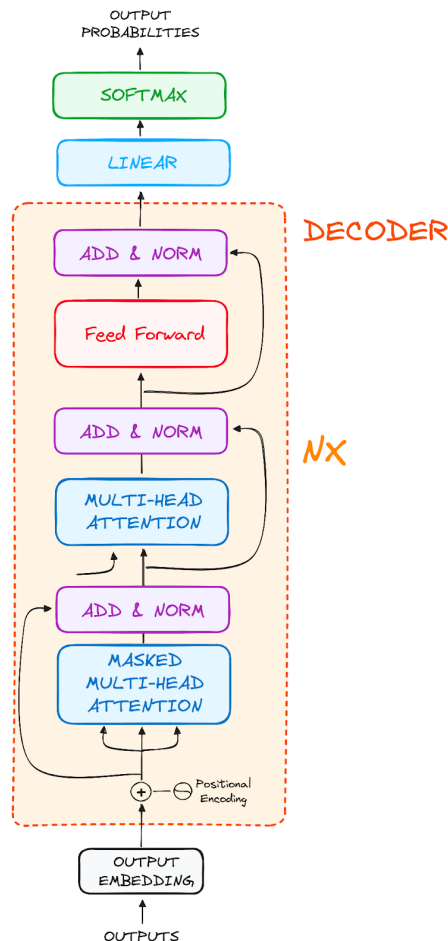 OUTPUT
PROBABILITIES
SOFTMAX
LINEAR
DECODER
ADD & NORM
Feed Forward
ADD & NORM
NX
MULTI-HEAD
ATTENTION
ADD & NORM
MASKED
MULTI-HEAD
ATTENTION
Positional
Encoding
OUTPUT
EMBEDDING
OUTPUTS